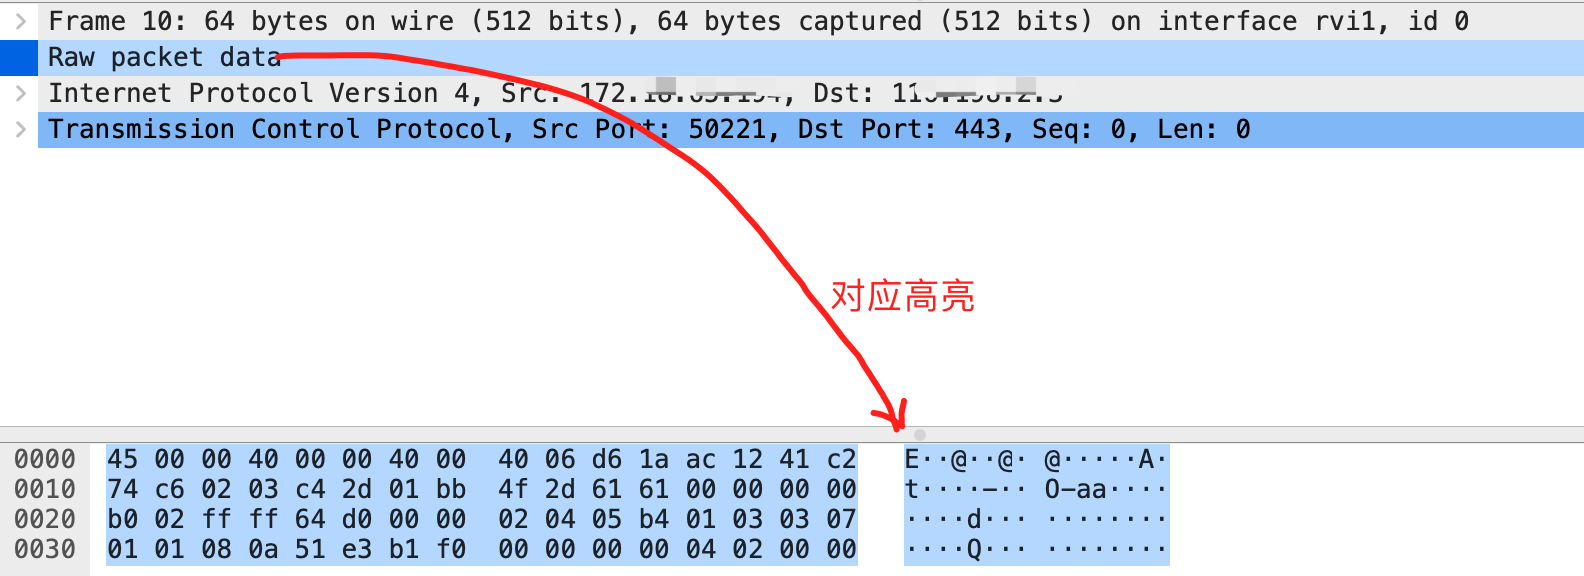 Frame 10: 64 bytes on wire (512 bits), 64 bytes captured (512 bits) on interface rvi1, id 0
Raw packet data
Internet Protocol Version 4, Src: Dst:
Transmission Control Protocol, Src Port: 50221, Dst Port: 443, Seq: 0, Len: 0
对应高亮
0000 45 00 00 40 00 00 40 00 40 06 d6 1a ac 12 41 c2 E··@··@· @·····A·
0010 74 c6 02 03 c4 2d 01 bb 4f 2d 61 61 00 00 00 00 t····-·· O-aa····
0020 b0 02 ff ff 64 d0 00 00 02 04 05 b4 01 03 03 07 ····d··· ········
0030 01 01 08 0a 51 e3 b1 f0 00 00 00 00 04 02 00 00 ····Q··· ········